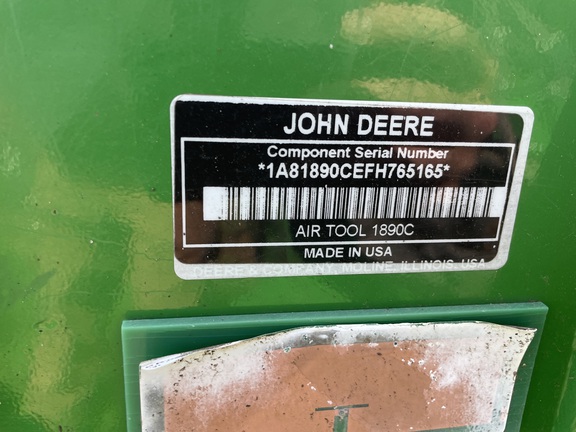 JOHN DEERE
Component Serial Number
*1A81890CEFH765165*
AIR TOOL 1890C
MADE IN USA
DEERE & COMPANY, MOLINE, ILLINOIS, USA